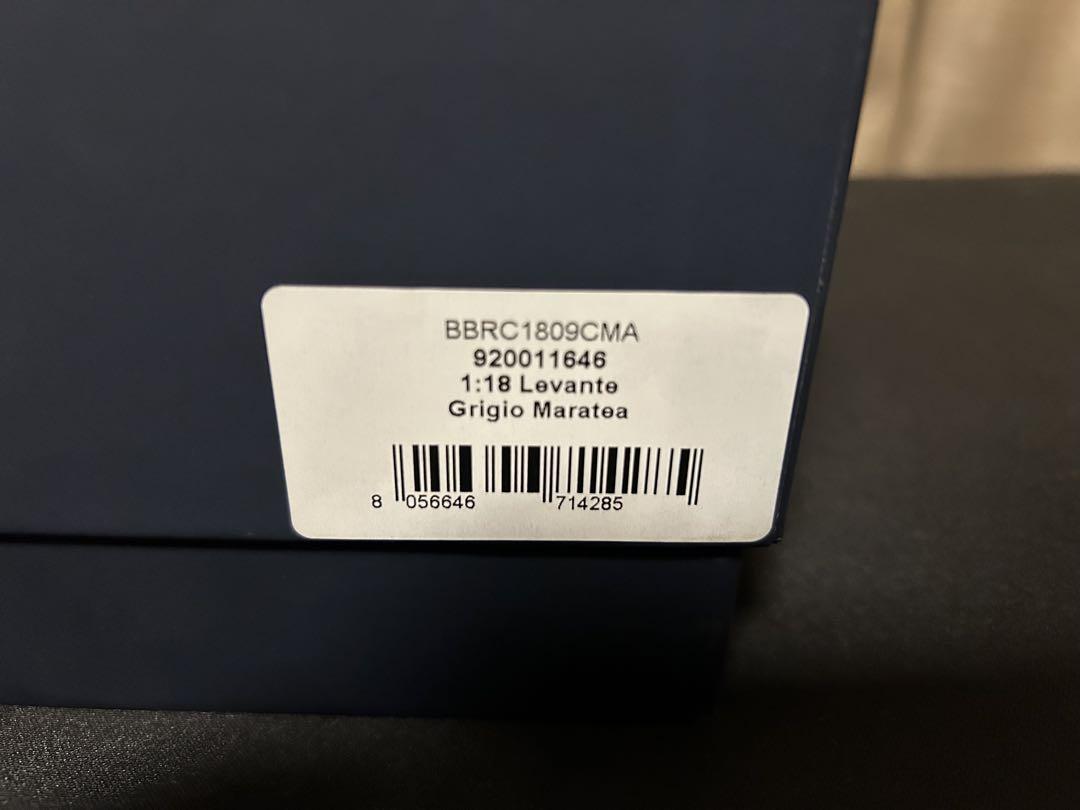 BBRC1809CMA
920011646
1:18 Levante
Grigio Maratea
8 056646 714285